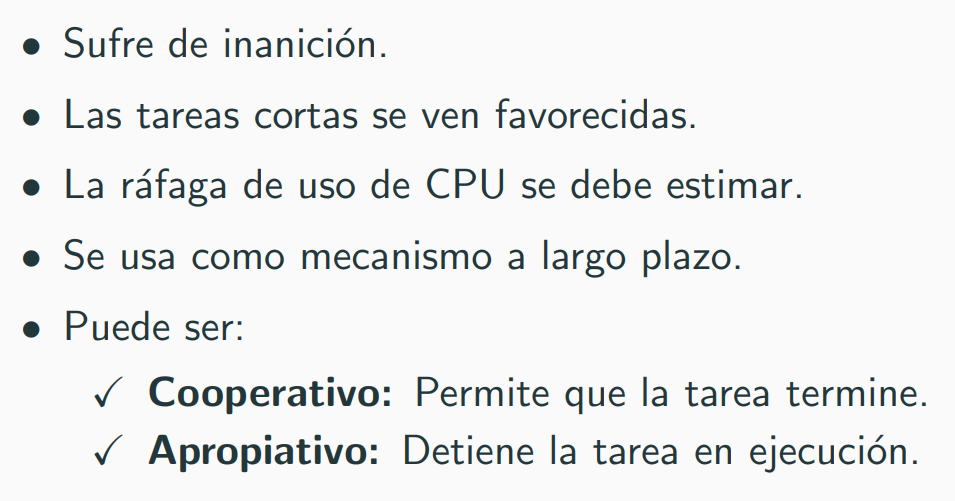 • Sufre de inanición.
• Las tareas cortas se ven favorecidas.
• La ráfaga de uso de CPU se debe estimar.
• Se usa como mecanismo a largo plazo.
• Puede ser:
✓ Cooperativo: Permite que la tarea termine.
✓ Apropiativo: Detiene la tarea en ejecución.